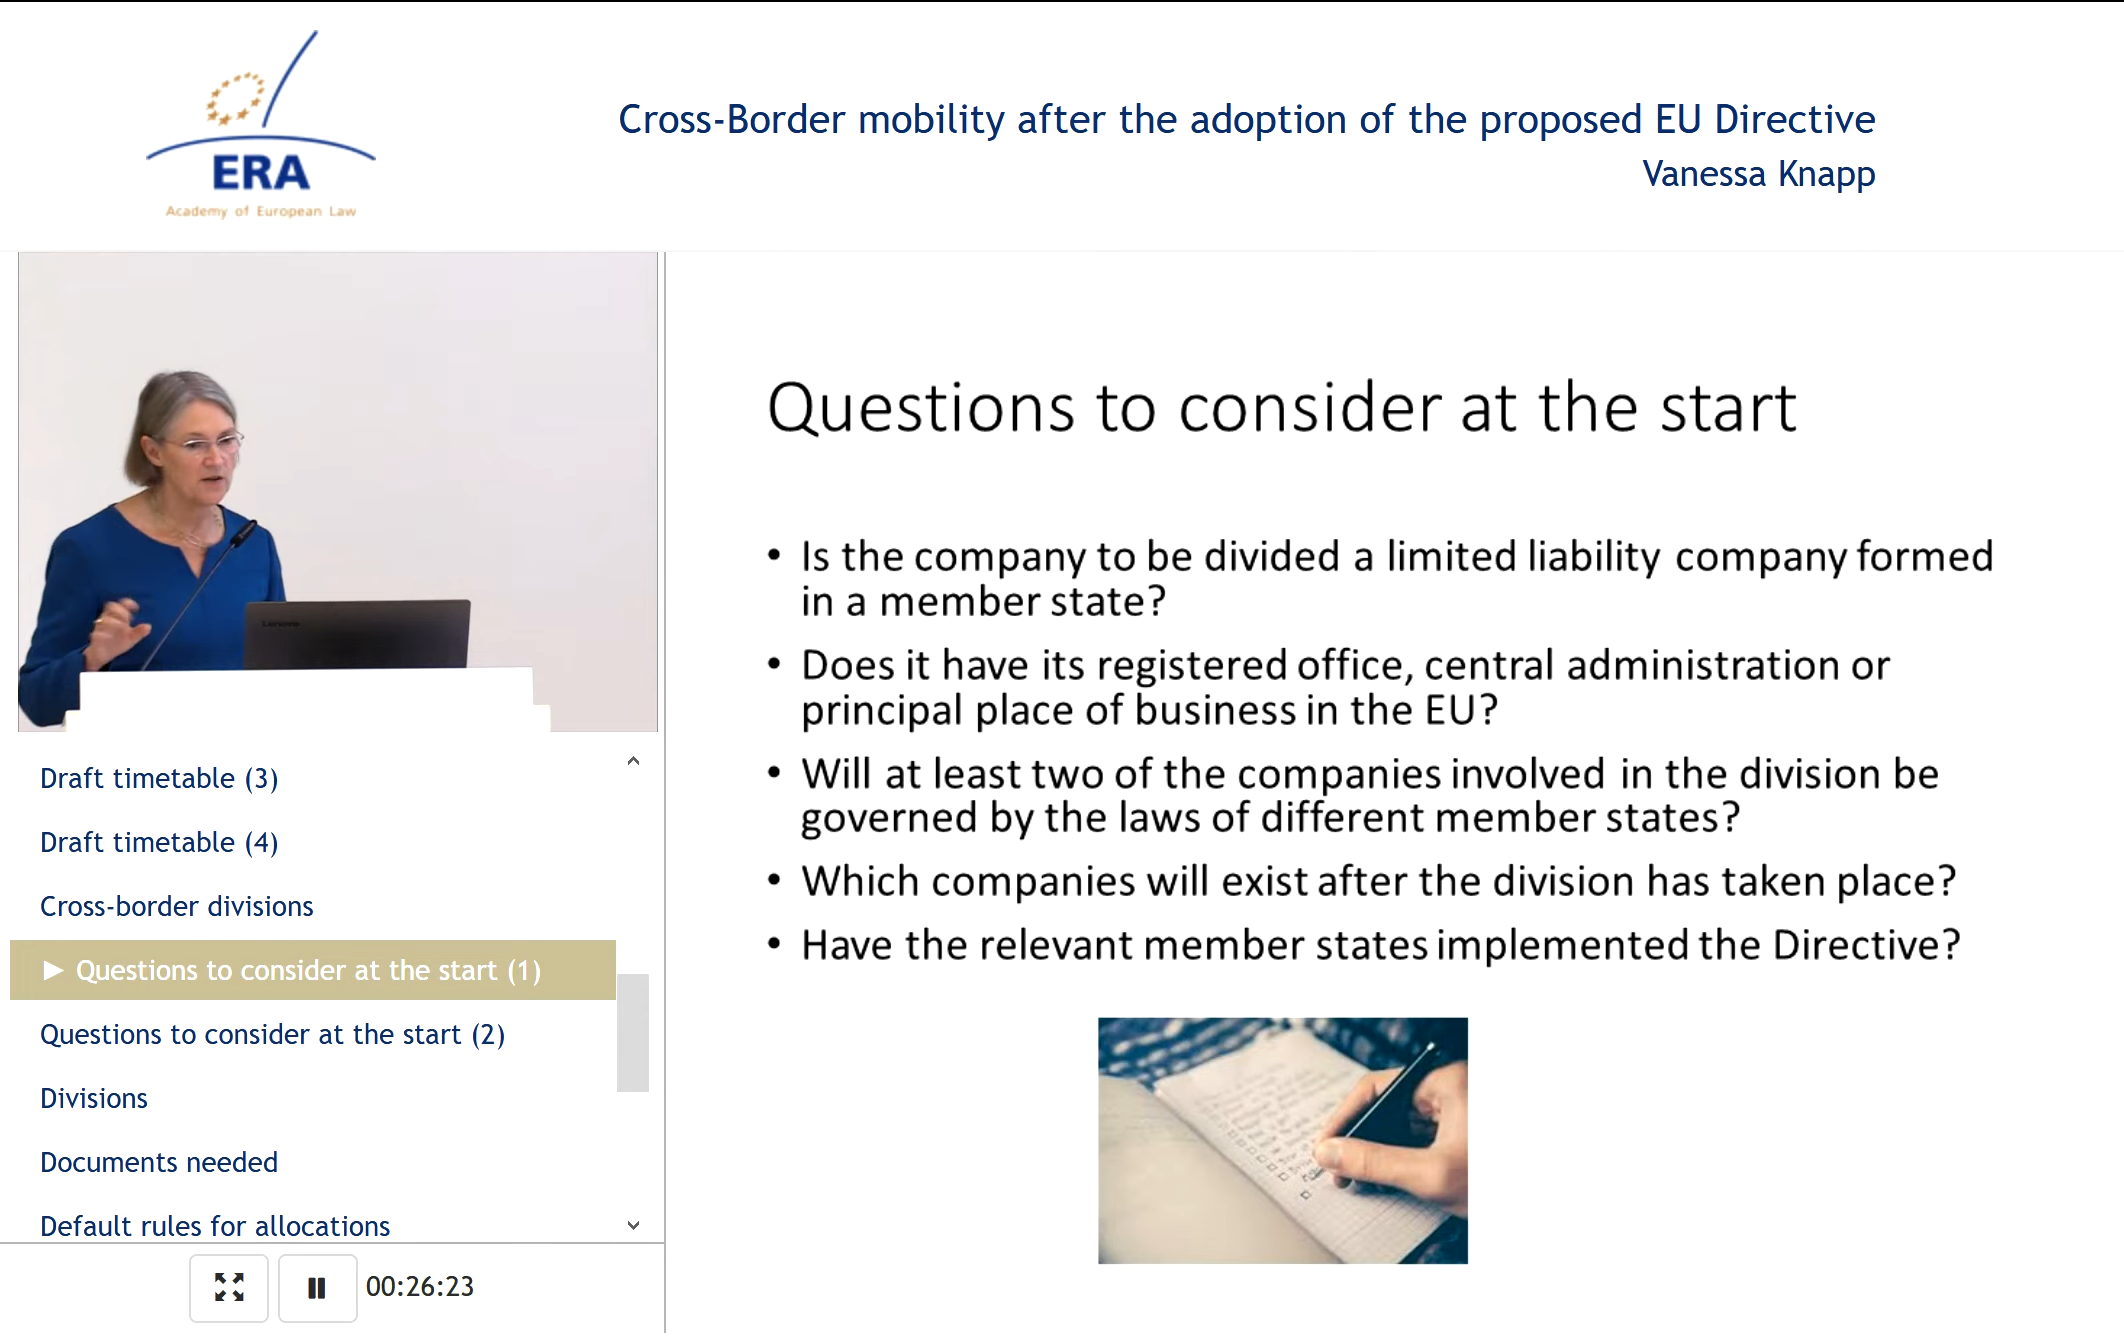 ERA
Academy of European Law
Cross-Border mobility after the adoption of the proposed EU Directive
Vanessa Knapp
Lenovo
Draft timetable (3)
Draft timetable (4)
Cross-border divisions
► Questions to consider at the start (1)
Questions to consider at the start (2)
Divisions
Documents needed
Default rules for allocations
00:26:23
Questions to consider at the start
• Is the company to be divided a limited liability company formed
in a member state?
• Does it have its registered office, central administration or
principal place of business in the EU?
• Will at least two of the companies involved in the division be
governed by the laws of different member states?
• Which companies will exist after the division has taken place?
• Have the relevant member states implemented the Directive?